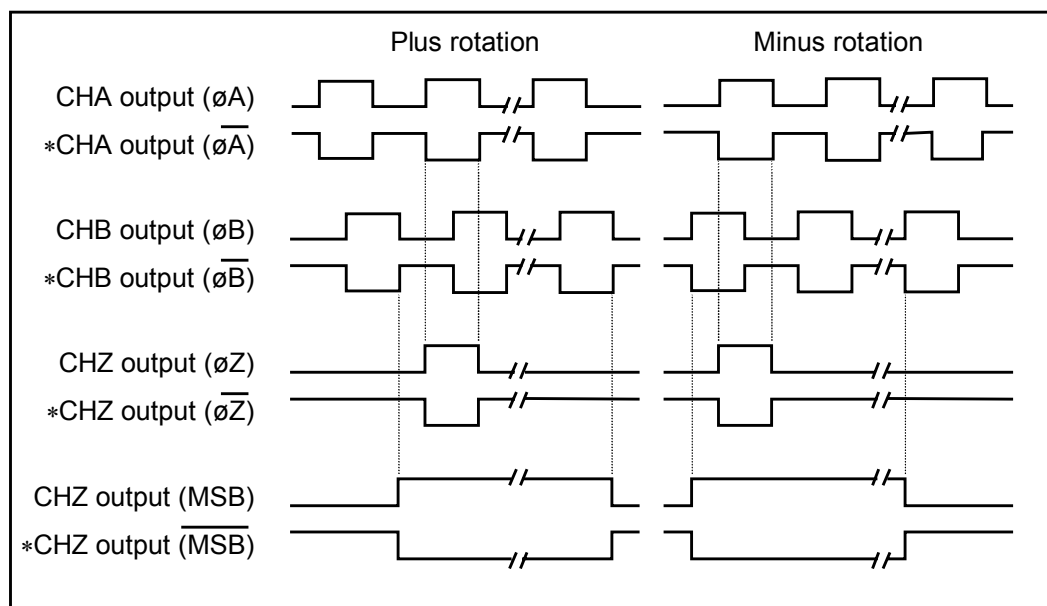 Plus rotation
Minus rotation
CHA output (øA)
∗CHA output (øA̅)
CHB output (øB)
∗CHB output (øB̅)
CHZ output (øZ)
∗CHZ output (øZ̅)
CHZ output (MSB)
∗CHZ output (M̅S̅B̅)